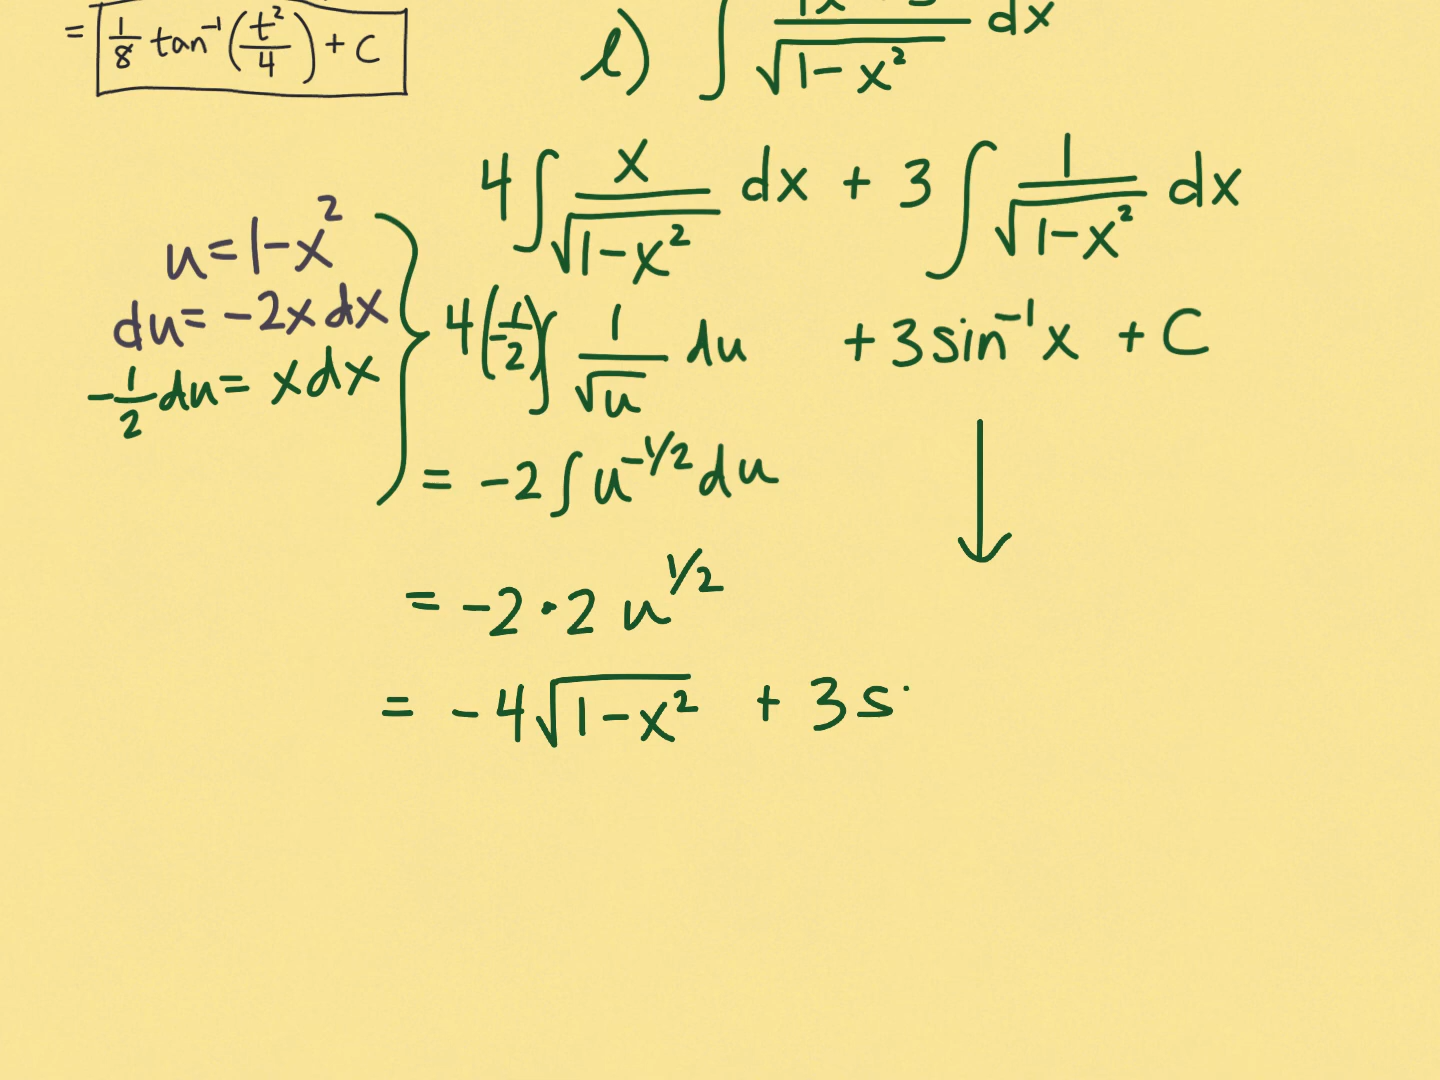 = 1/8 tan⁻¹(t²/4) + C
l) ∫ / √(1-x²) dx
4∫ x/√(1-x²) dx + 3∫ 1/√(1-x²) dx
u = 1-x²
du = -2x dx
-1/2 du = x dx
4(-1/2)∫ 1/√u du + 3 sin⁻¹ x + C
= -2∫ u^(-1/2) du
= -2·2 u^(1/2)
= -4√(1-x²) + 3 s